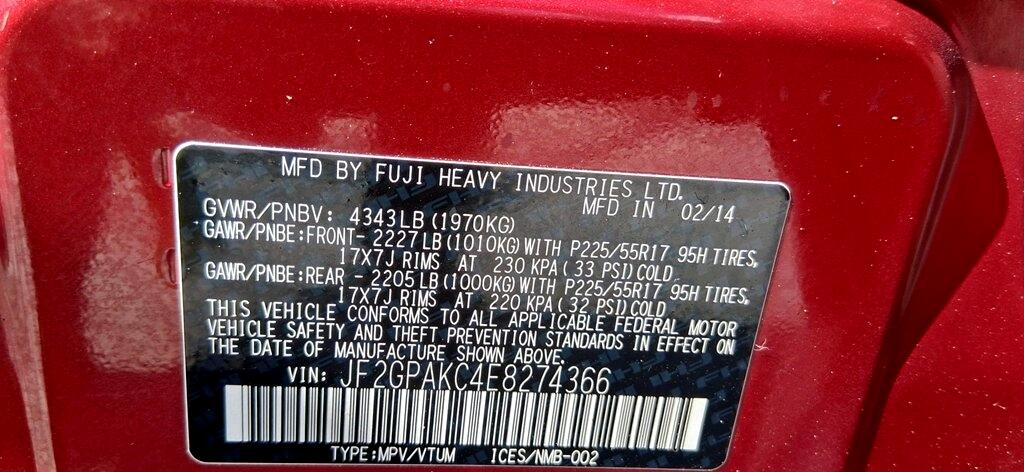 MFD BY FUJI HEAVY INDUSTRIES LTD.
MFD IN 02/14
GVWR/PNBV: 4343LB(1970KG)
GAWR/PNBE:FRONT-2227LB(1010KG)WITH P225/55R17 95H TIRES,
17X7J RIMS AT 230 KPA(33 PSI)COLD
GAWR/PNBE:REAR -2205LB(1000KG)WITH P225/55R17 95H TIRES,
17X7J RIMS AT 220 KPA(32 PSI)COLD
THIS VEHICLE CONFORMS TO ALL APPLICABLE FEDERAL MOTOR
VEHICLE SAFETY AND THEFT PREVENTION STANDARDS IN EFFECT ON
THE DATE OF MANUFACTURE SHOWN ABOVE.
VIN: JF2GPAKC4E8274366
TYPE:MPV/VTUM ICES/NMB-002